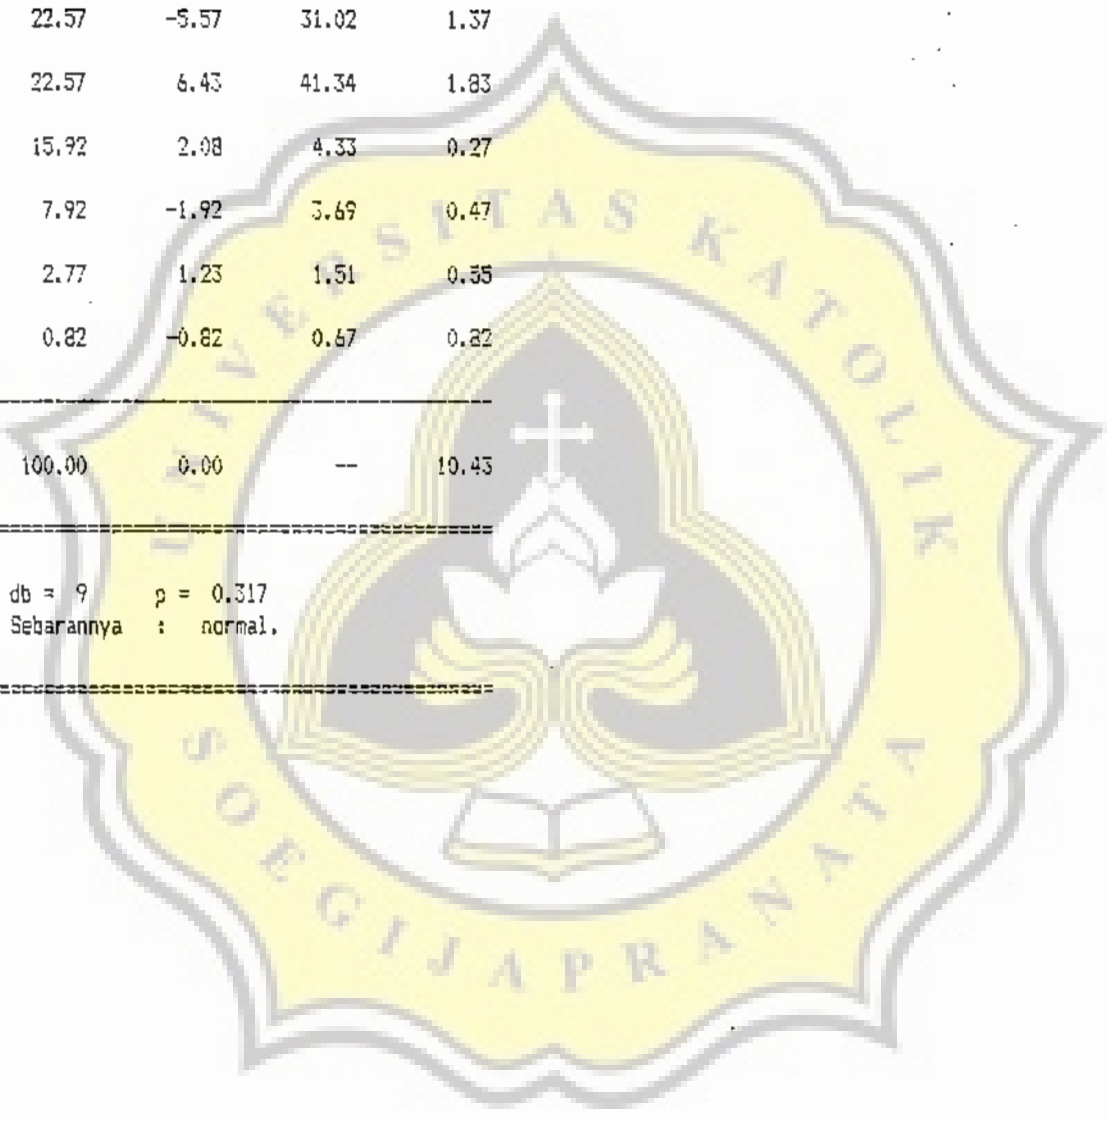 22.57 -5.57 31.02 1.37
22.57 6.43 41.34 1.83
15.92 2.08 4.33 0.27
7.92 -1.92 3.69 0.47
2.77 1.23 1.51 0.55
0.82 -0.82 0.67 0.82
100.00 0.00 -- 10.43
db = 9 p = 0.317
Sebarannya : normal.
UNIVERSITAS KATOLIK
SOEGIJAPRANATA